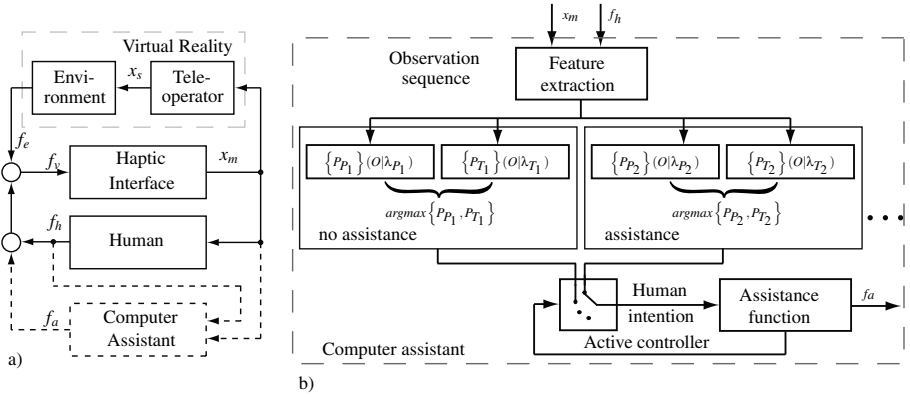 Virtual Reality
Envi-
ronment
x_s
Tele-
operator
f_e
f_v
Haptic
Interface
x_m
f_h
Human
f_a
Computer
Assistant
a)
x_m
f_h
Observation
sequence
Feature
extraction
{P_{P_1}}(O|λ_{P_1})
{P_{T_1}}(O|λ_{T_1})
argmax{P_{P_1}, P_{T_1}}
no assistance
{P_{P_2}}(O|λ_{P_2})
{P_{T_2}}(O|λ_{T_2})
argmax{P_{P_2}, P_{T_2}}
assistance
Human
intention
Assistance
function
f_a
Active controller
Computer assistant
b)